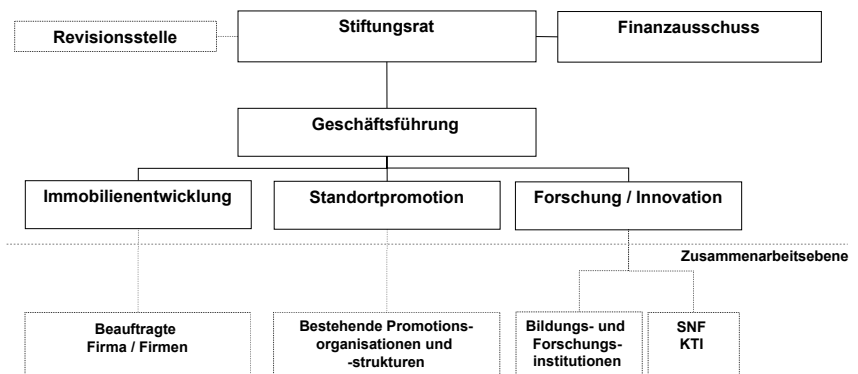 Revisionsstelle
Stiftungsrat
Finanzausschuss
Geschäftsführung
Immobilienentwicklung
Standortpromotion
Forschung / Innovation
Zusammenarbeitsebene
Beauftragte
Firma / Firmen
Bestehende Promotions-
organisationen und
-strukturen
Bildungs- und
Forschungs-
institutionen
SNF
KTI